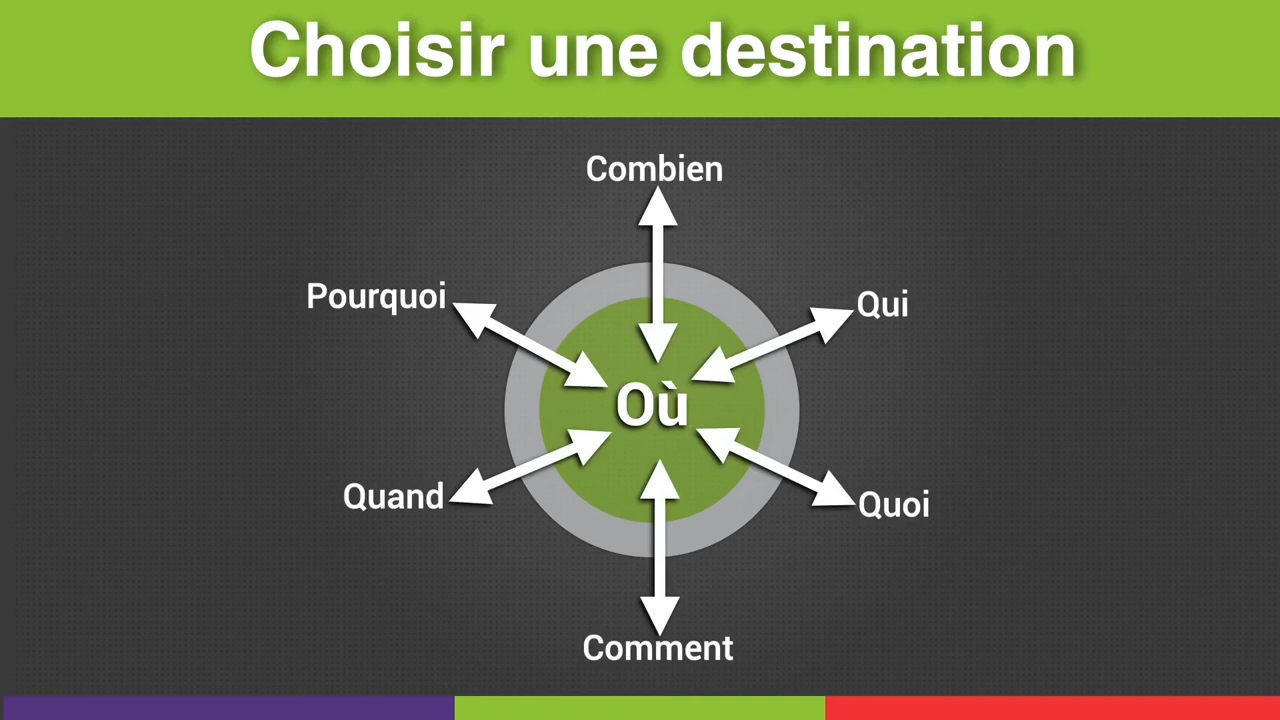 Choisir une destination
Combien
Pourquoi
Qui
Où
Quand
Quoi
Comment